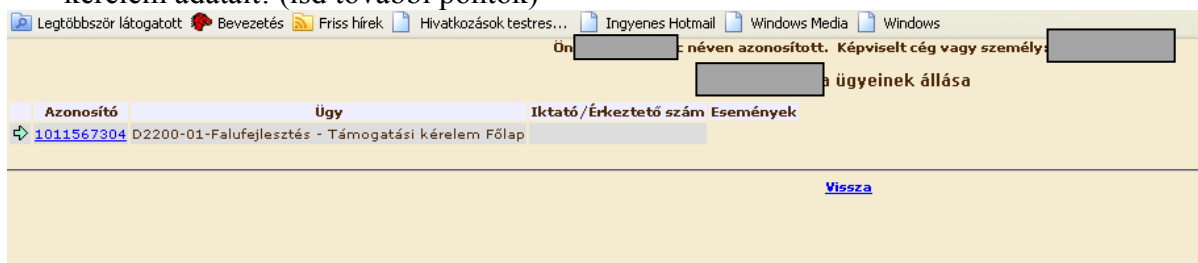 kérelem adatait? (lsd további pontok)
Legtöbbször látogatott Bevezetés Friss hírek Hivatkozások testres... Ingyenes Hotmail Windows Media Windows
Ön néven azonosított. Képviselt cég vagy személy:
a ügyeinek állása
Azonosító Ügy Iktató/Érkeztető szám Események
1011567304 D2200-01-Falufejlesztés - Támogatási kérelem Főlap
Vissza